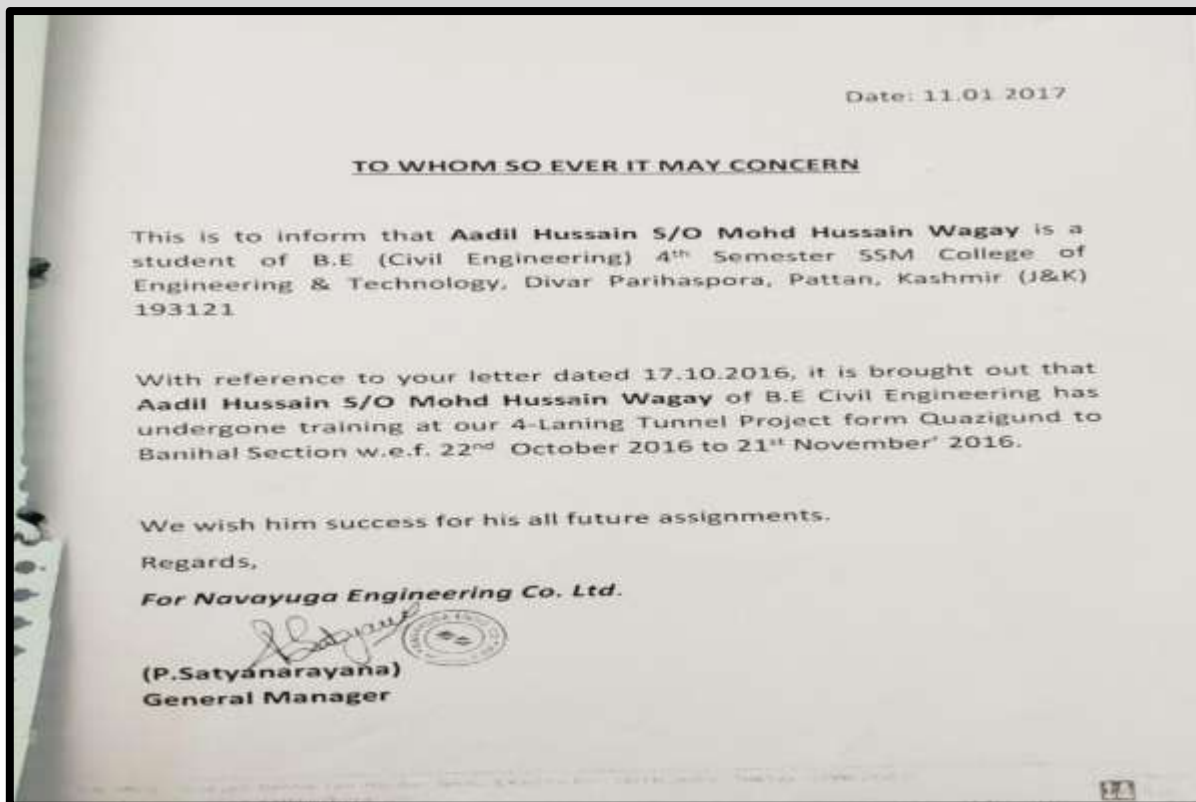 Date: 11.01 2017
TO WHOM SO EVER IT MAY CONCERN
This is to inform that Aadil Hussain S/O Mohd Hussain Wagay is a
student of B.E (Civil Engineering) 4th Semester SSM College of
Engineering & Technology, Divar Parihaspora, Pattan, Kashmir (J&K)
193121
With reference to your letter dated 17.10.2016, it is brought out that
Aadil Hussain S/O Mohd Hussain Wagay of B.E Civil Engineering has
undergone training at our 4-Laning Tunnel Project form Quazigund to
Banihal Section w.e.f. 22nd October 2016 to 21st November' 2016.
We wish him success for his all future assignments.
Regards,
For Navayuga Engineering Co. Ltd.
(P.Satyanarayana)
General Manager